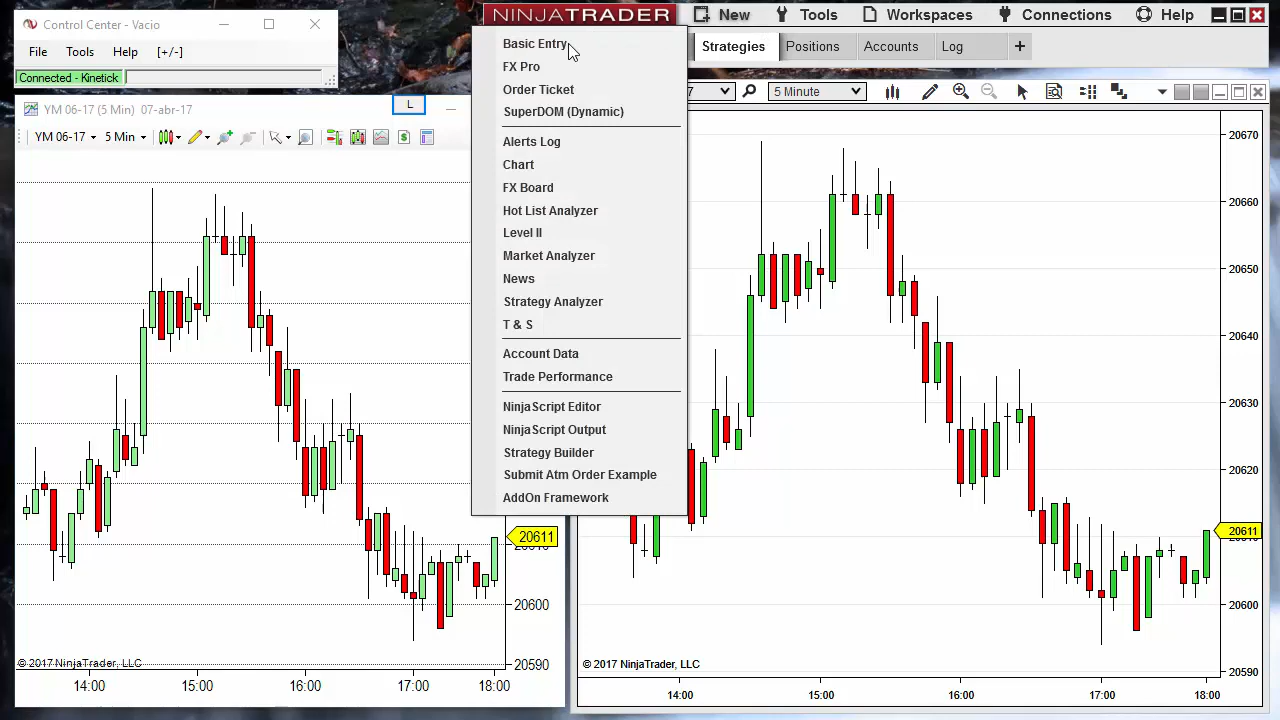 Control Center - Vacio
File Tools Help [+/-]
Connected - Kinetick
NINJATRADER
New Tools Workspaces Connections Help
Strategies Positions Accounts Log +
Basic Entry
FX Pro
Order Ticket
SuperDOM (Dynamic)
Alerts Log
Chart
FX Board
Hot List Analyzer
Level II
Market Analyzer
News
Strategy Analyzer
T & S
Account Data
Trade Performance
NinjaScript Editor
NinjaScript Output
Strategy Builder
Submit Atm Order Example
AddOn Framework
YM 06-17 (5 Min) 07-abr-17
L
YM 06-17 5 Min
20611
20600
20590
© 2017 NinjaTrader, LLC
14:00 15:00 16:00 17:00 18:00
7 5 Minute
20670
20660
20650
20640
20630
20620
20611
20600
20590
© 2017 NinjaTrader, LLC
14:00 15:00 16:00 17:00 18:00